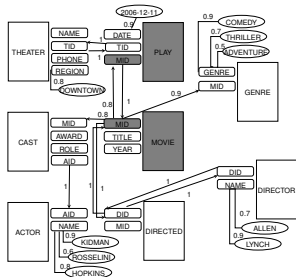 2006-12-11
0.9
COMEDY
0.9
0.7
THRILLER
0.5
ADVENTURE
THEATER
NAME
TID
PHONE
REGION
0.8
DOWNTOWN
1
1
DATE
TID
MID
PLAY
GENRE
MID
GENRE
0.8
1
0.9
CAST
MID
AWARD
ROLE
AID
0.8
MID
TITLE
YEAR
MOVIE
1
1
1
1
DID
NAME
DIRECTOR
ACTOR
AID
NAME
DID
MID
DIRECTED
0.7
ALLEN
0.9
LYNCH
0.9
KIDMAN
0.6
ROSSELINI
0.8
HOPKINS